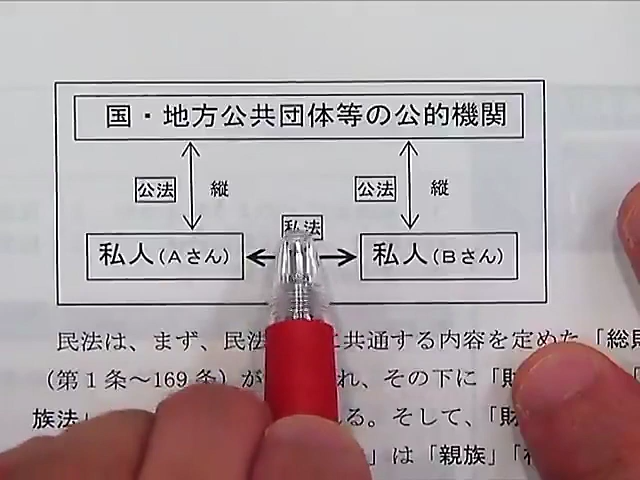 国・地方公共団体等の公的機関
公法 縦 公法 縦
私法
私人(Aさん) 私人(Bさん)
民法は、まず、民法 に共通する内容を定めた「総
(第1条～169条)が れ、その下に「財
族法」 る。そして、「財
」は「親族」「